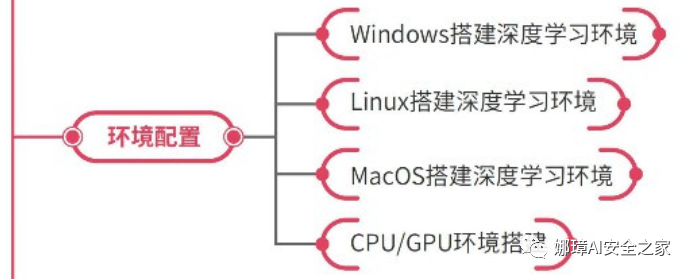 Windows搭建深度学习环境
Linux搭建深度学习环境
环境配置
MacOS搭建深度学习环境
CPU/GPU环境搭建
娜璋AI安全之家